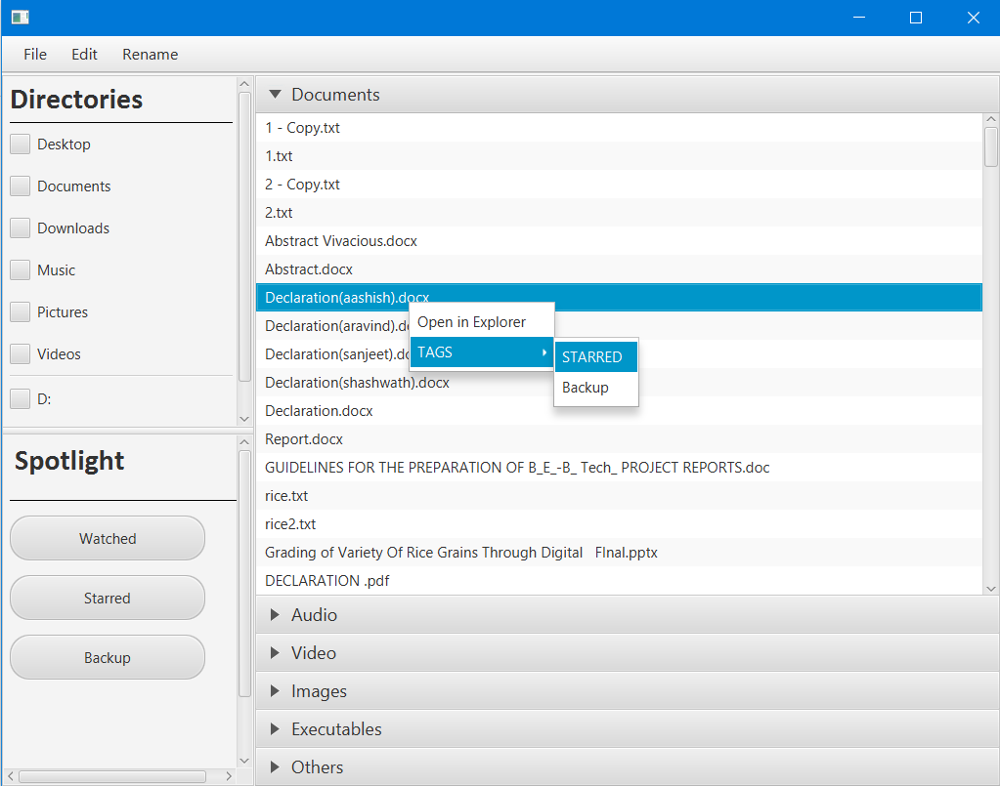 File Edit Rename
Directories
Desktop
Documents
Downloads
Music
Pictures
Videos
D:
Spotlight
Watched
Starred
Backup
Documents
1 - Copy.txt
1.txt
2 - Copy.txt
2.txt
Abstract Vivacious.docx
Abstract.docx
Declaration(aashish).docx
Declaration(aravind).do
Declaration(sanjeet).do
Declaration(shashwath).docx
Declaration.docx
Report.docx
GUIDELINES FOR THE PREPARATION OF B_E_-B_ Tech_ PROJECT REPORTS.doc
rice.txt
rice2.txt
Grading of Variety Of Rice Grains Through Digital   FInal.pptx
DECLARATION .pdf
Open in Explorer
TAGS
STARRED
Backup
Audio
Video
Images
Executables
Others